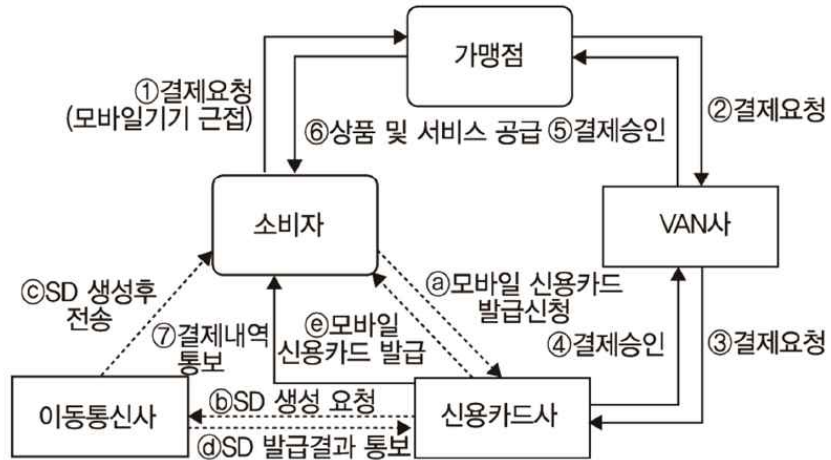 가맹점
①결제요청
(모바일기기 근접)
②결제요청
⑥상품 및 서비스 공급
⑤결제승인
소비자
VAN사
ⓐ모바일 신용카드
발급신청
ⓒSD 생성후
전송
⑦결제내역
통보
ⓔ모바일
신용카드 발급
④결제승인
③결제요청
이동통신사
ⓑSD 생성 요청
신용카드사
ⓓSD 발급결과 통보